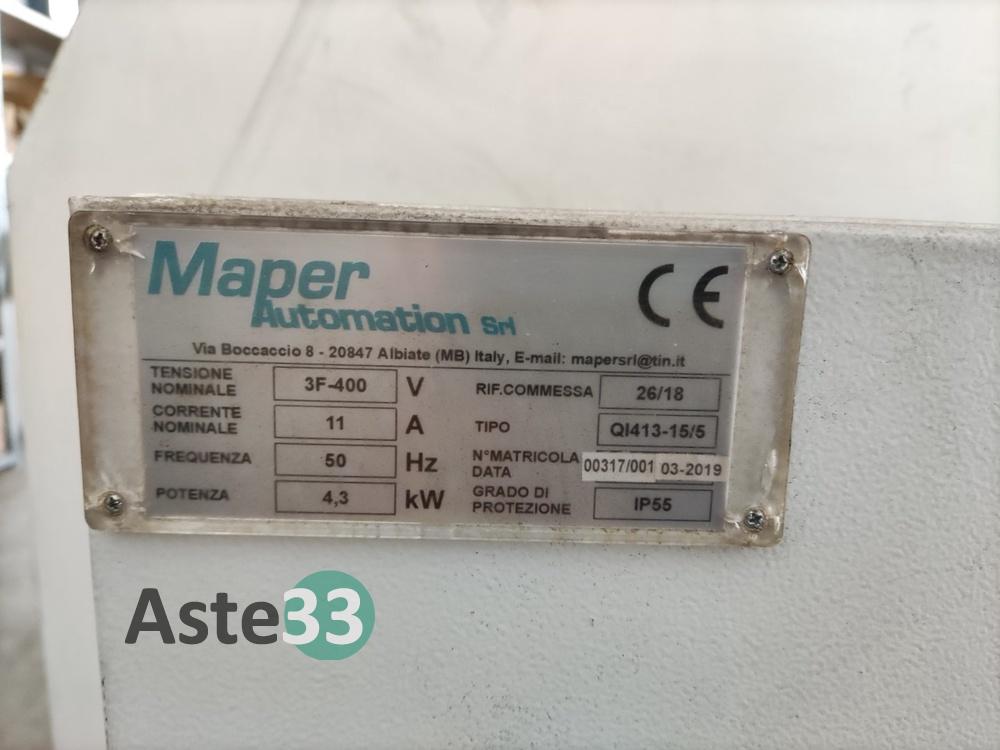 Maper
Automation Srl
CE
Via Boccaccio 8 - 20847 Albiate (MB) Italy, E-mail: mapersrl@tin.it
TENSIONE NOMINALE 3F-400 V RIF.COMMESSA 26/18
CORRENTE NOMINALE 11 A TIPO QI413-15/5
FREQUENZA 50 Hz N°MATRICOLA DATA 00317/001 03-2019
POTENZA 4,3 kW GRADO DI PROTEZIONE IP55
Aste33